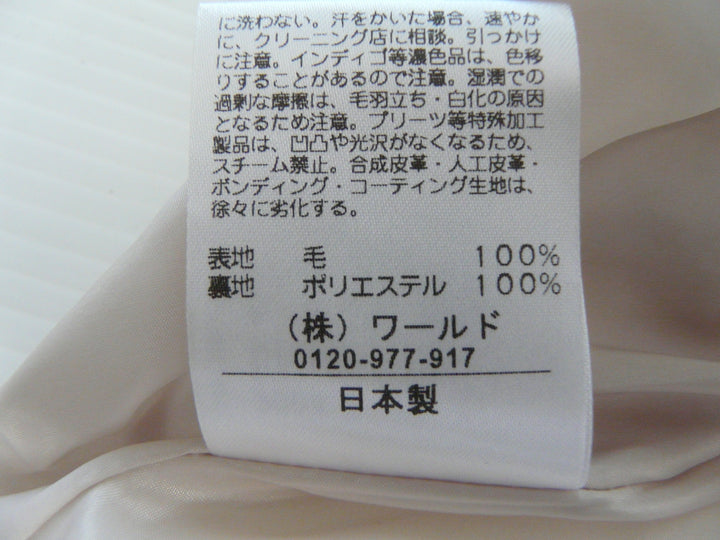 に洗わない。汗をかいた場合、速やか
に、クリーニング店に相談。引っかけ
に注意。インディゴ等濃色品は、色移
りすることがあるので注意。湿潤での
過剰な摩擦は、毛羽立ち・白化の原因
となるため注意。プリーツ等特殊加工
製品は、凹凸や光沢がなくなるため、
スチーム禁止。合成皮革・人工皮革・
ボンディング・コーティング生地は、
徐々に劣化する。
表地 毛 100%
裏地 ポリエステル 100%
（株）ワールド
0120-977-917
日本製